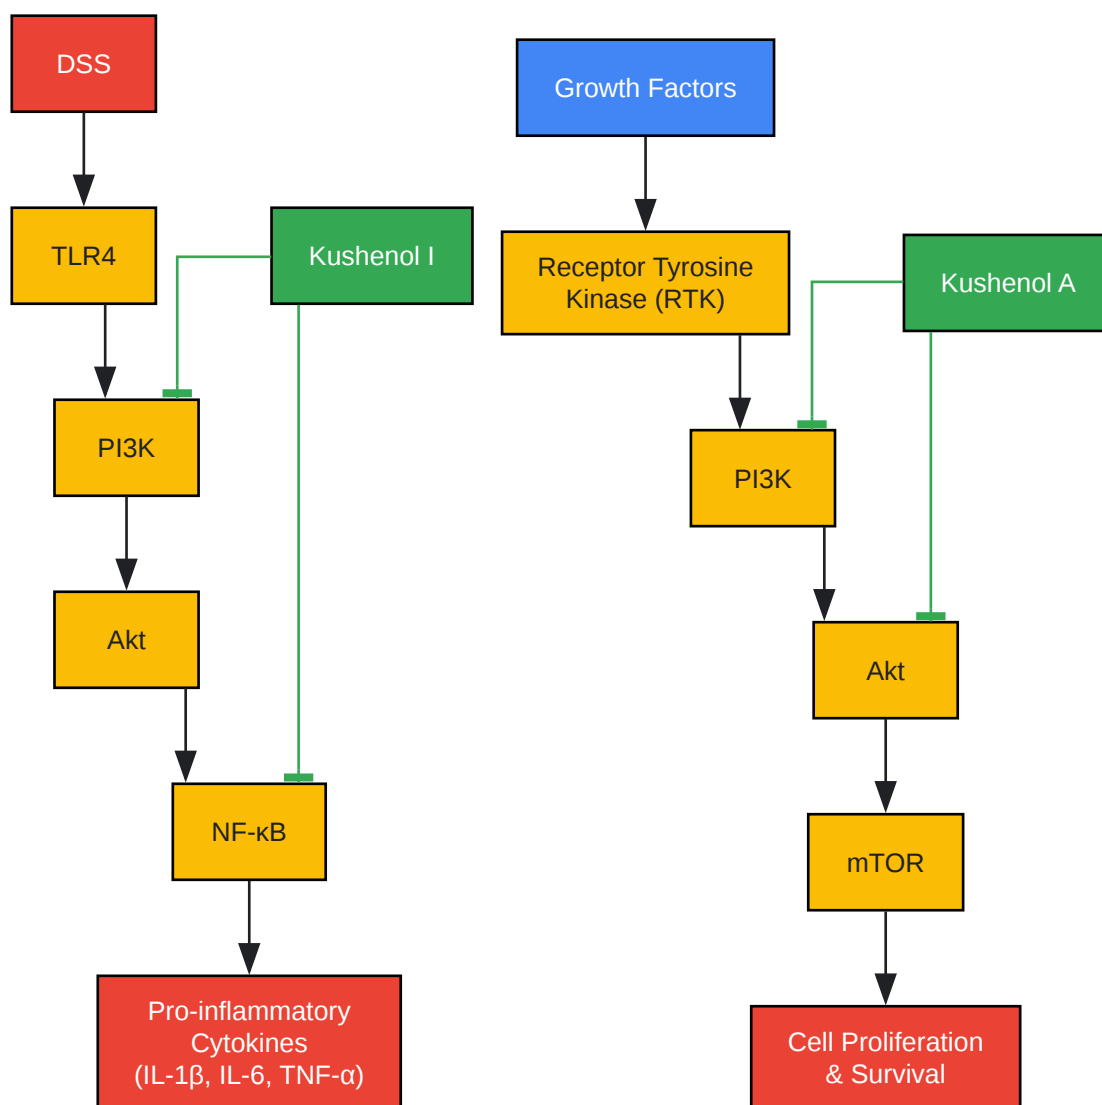 DSS
TLR4
Kushenol I
PI3K
Akt
NF-κB
Pro-inflammatory
Cytokines
(IL-1β, IL-6, TNF-α)
Growth Factors
Receptor Tyrosine
Kinase (RTK)
Kushenol A
PI3K
Akt
mTOR
Cell Proliferation
& Survival